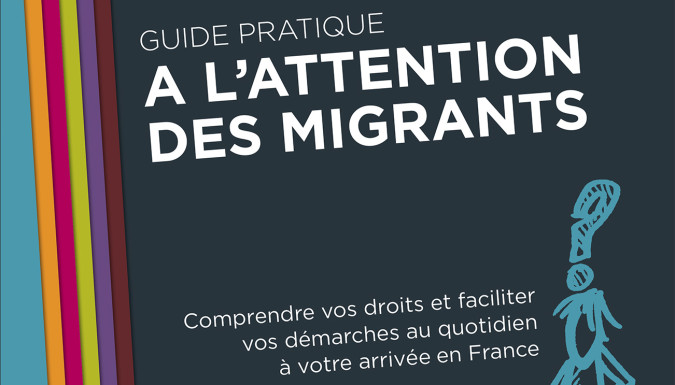 GUIDE PRATIQUE
A L'ATTENTION
DES MIGRANTS
Comprendre vos droits et faciliter
vos démarches au quotidien
à votre arrivée en France